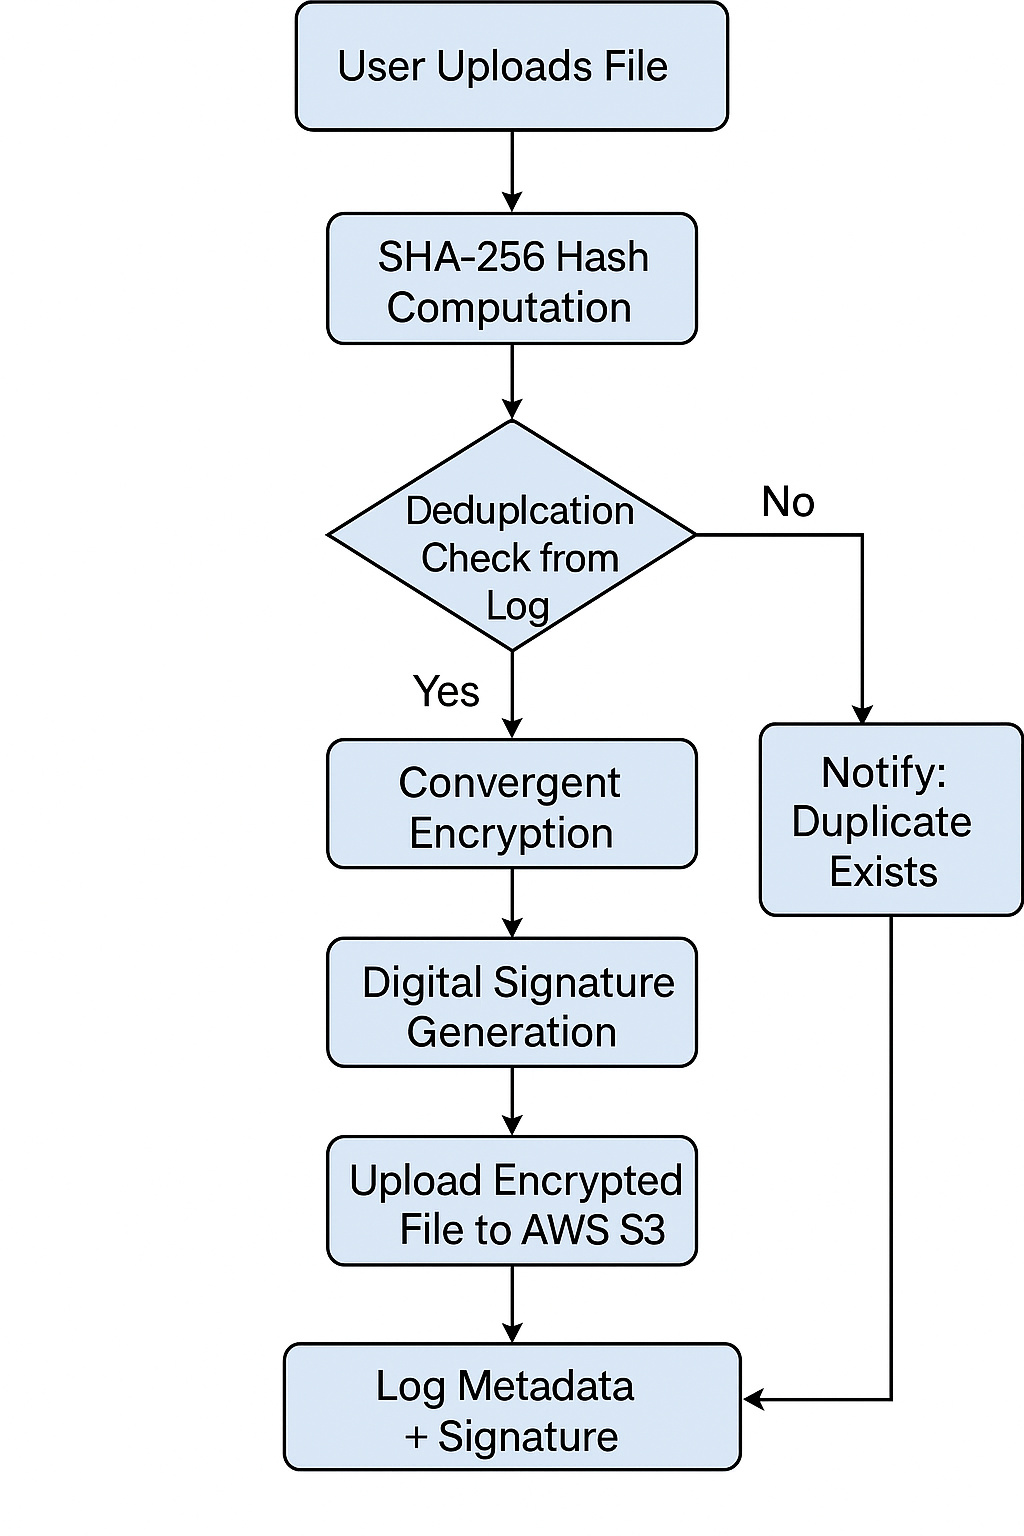 User Uploads File
SHA-256 Hash
Computation
Deduplcation
Check from
Log
No
Yes
Convergent
Encryption
Notify:
Duplicate
Exists
Digital Signature
Generation
Upload Encrypted
File to AWS S3
Log Metadata
+ Signature